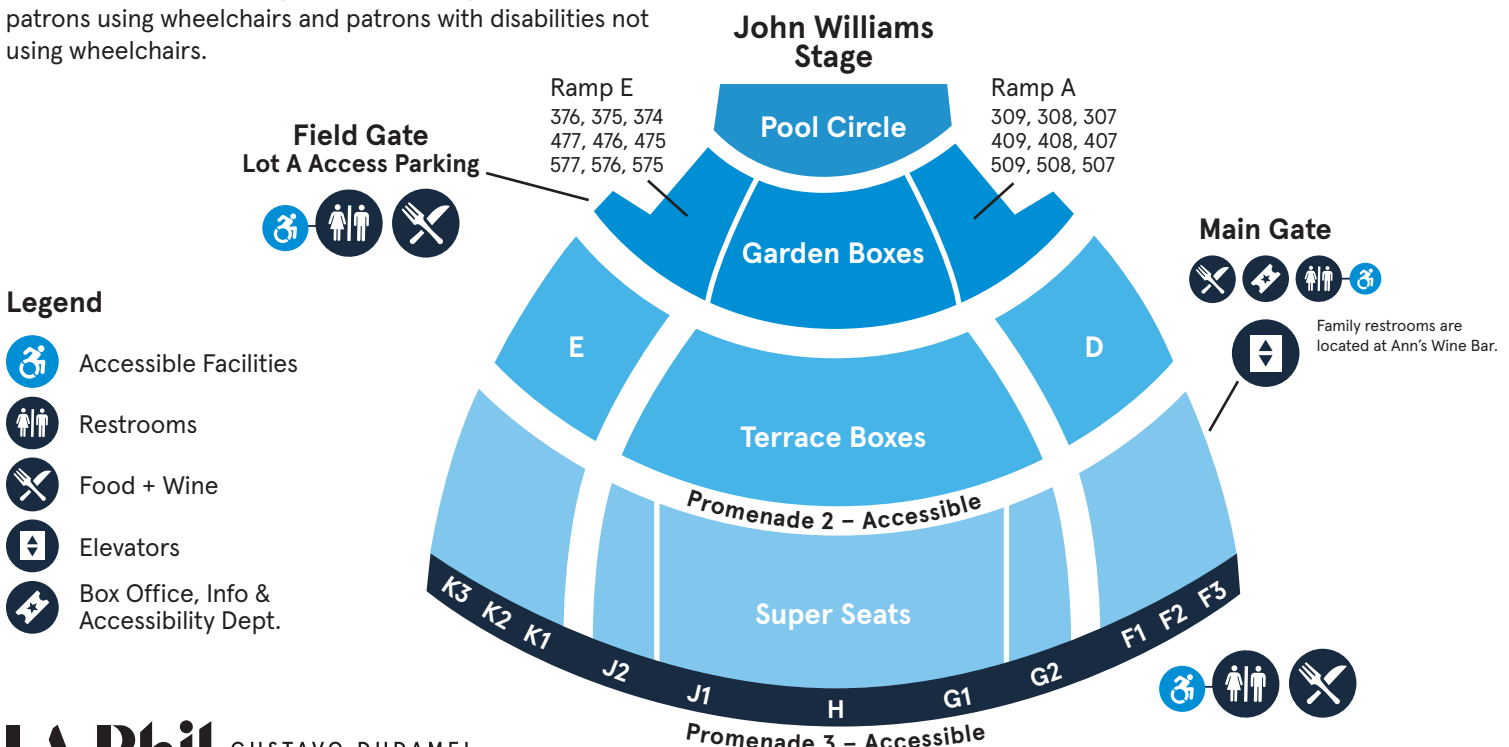 patrons using wheelchairs and patrons with disabilities not
using wheelchairs.
John Williams
Stage
Ramp E
376, 375, 374
477, 476, 475
577, 576, 575
Ramp A
309, 308, 307
409, 408, 407
509, 508, 507
Field Gate
Lot A Access Parking
Pool Circle
Garden Boxes
Main Gate
Family restrooms are
located at Ann's Wine Bar.
Legend
Accessible Facilities
Restrooms
Food + Wine
Elevators
Box Office, Info &
Accessibility Dept.
E
D
Terrace Boxes
Promenade 2 – Accessible
Super Seats
K3
K2
K1
J2
J1
H
G1
G2
F1
F2
F3
Promenade 3 – Accessible
LA Phil
GUSTAVO DUDAMEL